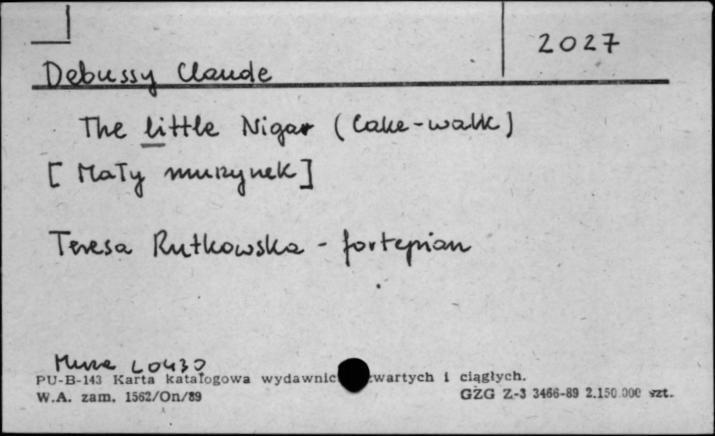 2027
Debussy Claude
The little Nigar (Cake-walk)
[Mały murzynek]
Teresa Rutkowska - fortepian
Muza L0430
PU-B-143 Karta katalogowa wydawnic wartych i ciągłych.
W.A. zam. 1562/On/89 GZG Z-3 3466-89 2.150.000 szt.